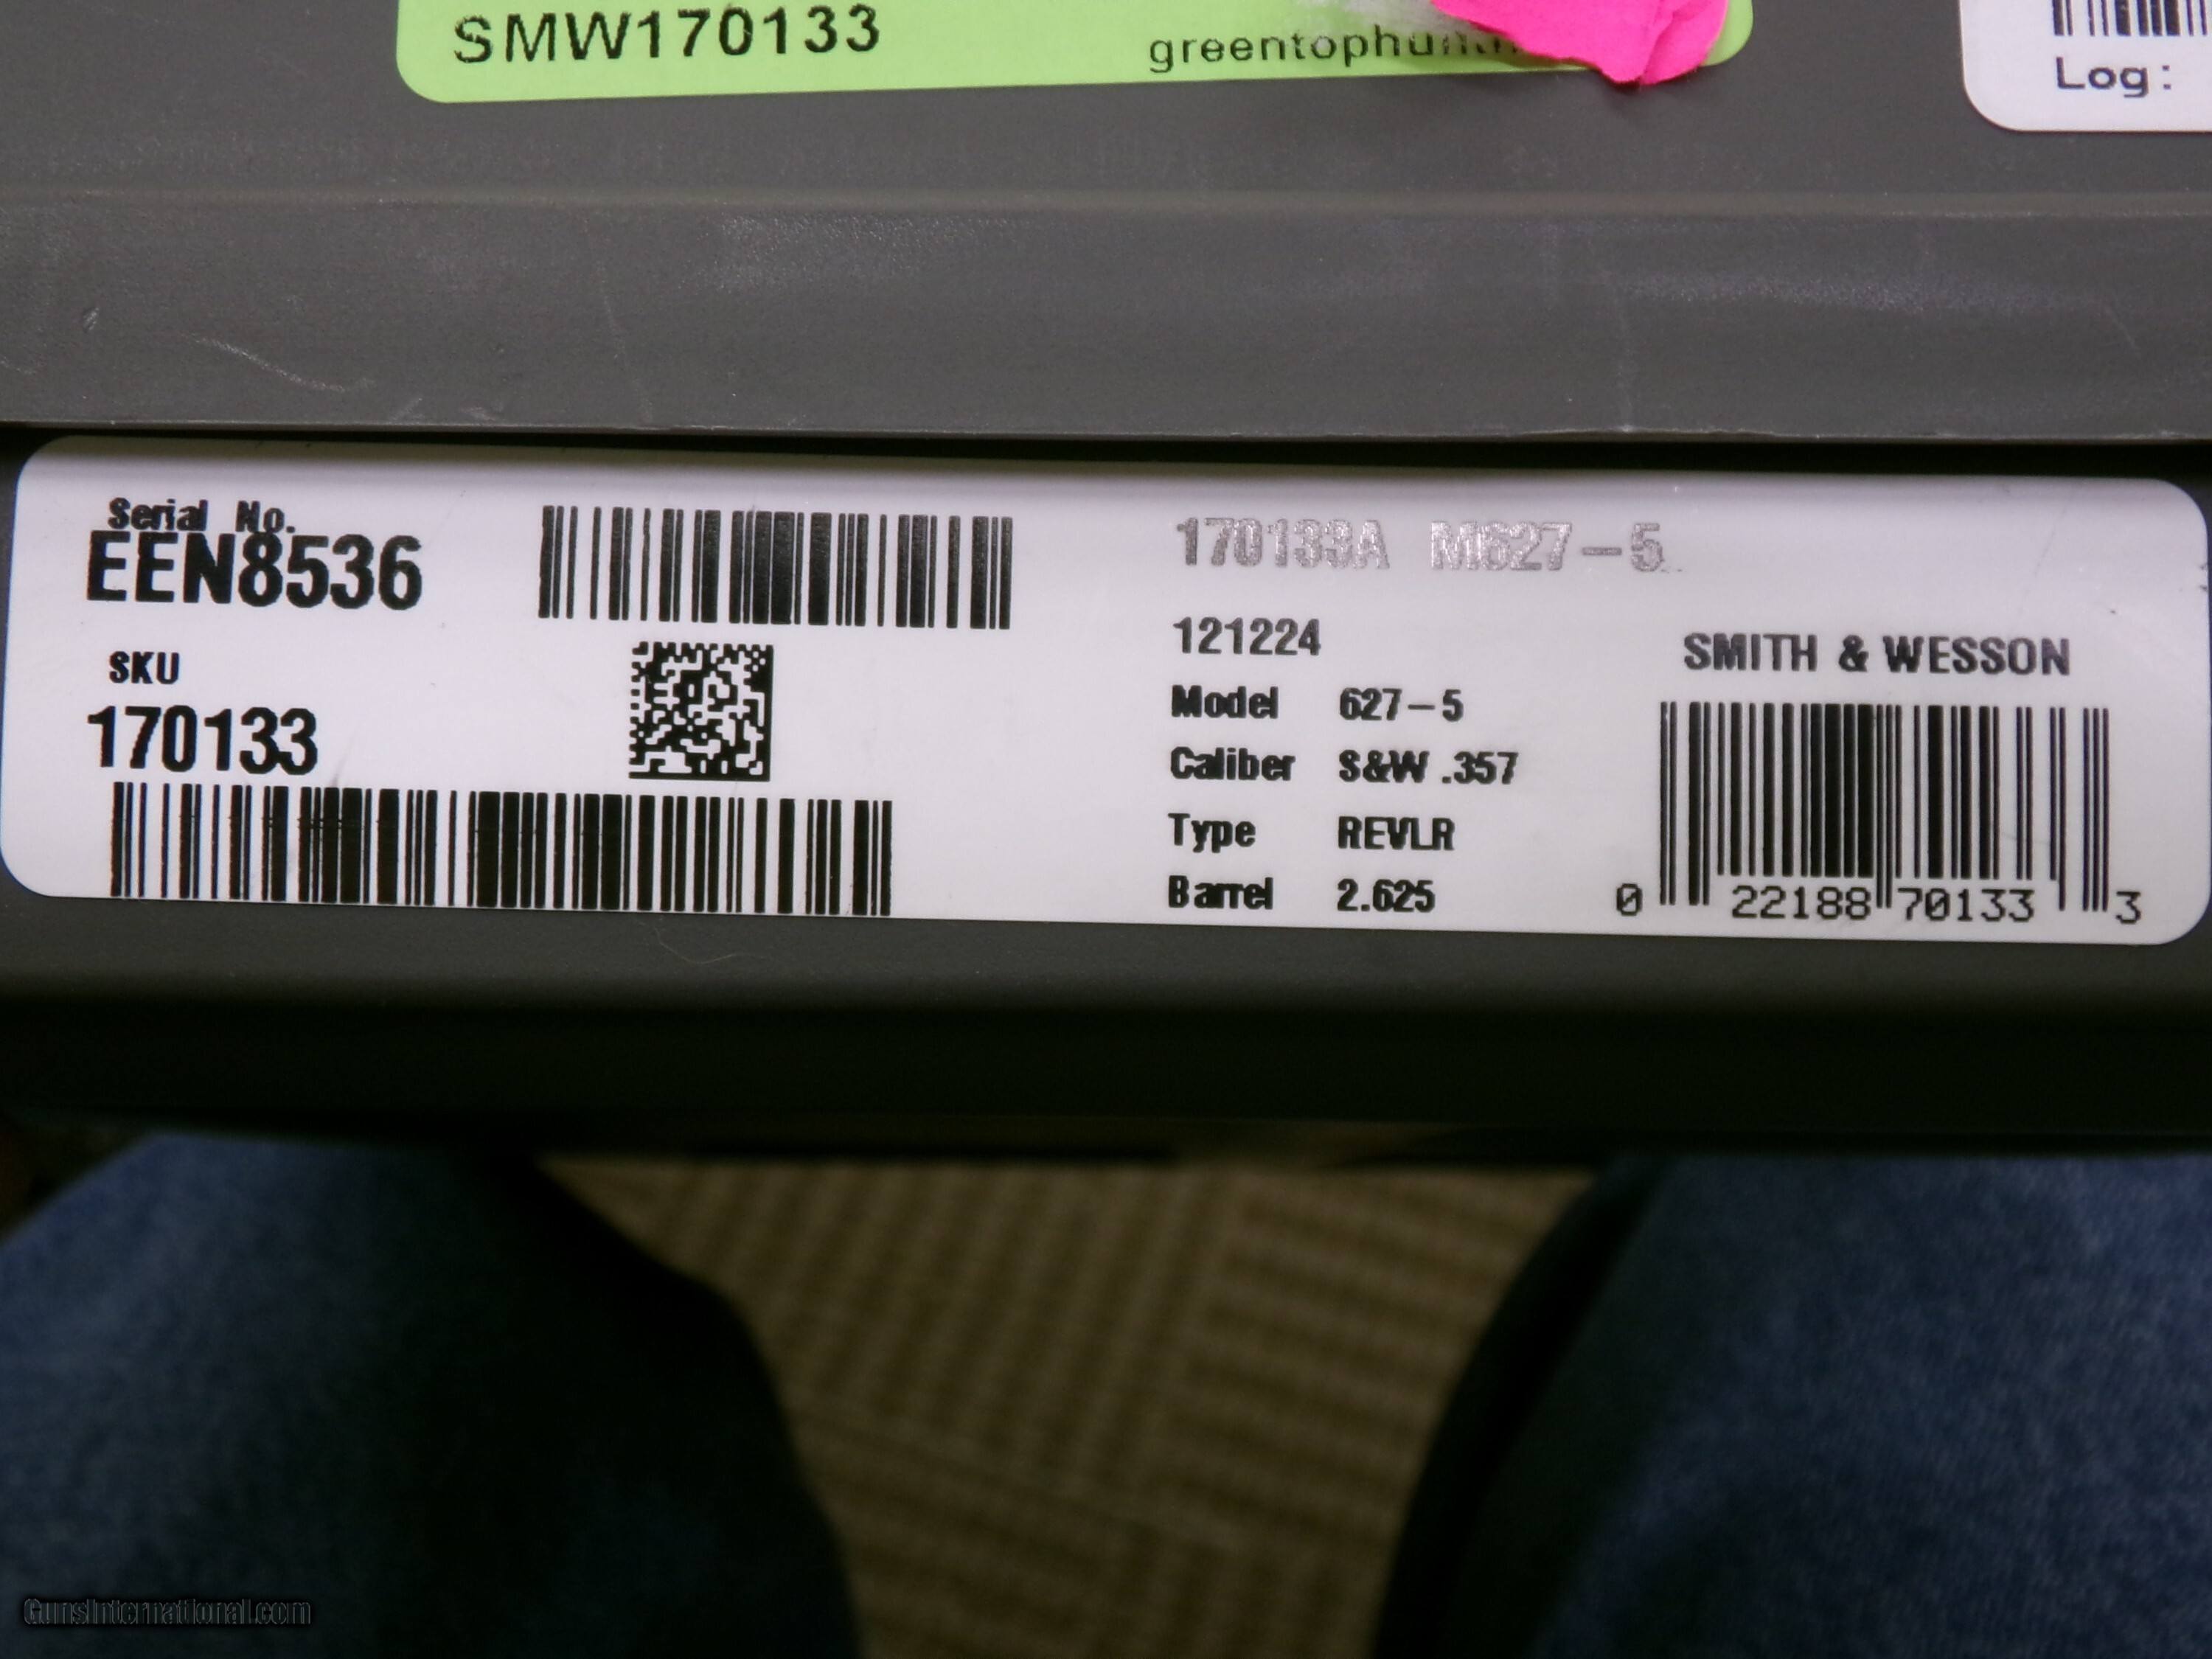 SMW170133
Log:
Serial No.
EEN8536
SKU
170133
170133A M627-5
121224
Model 627-5
Caliber S&W .357
Type REVLR
Barrel 2.625
SMITH & WESSON
0 22188 70133 3
GunsInternational.com